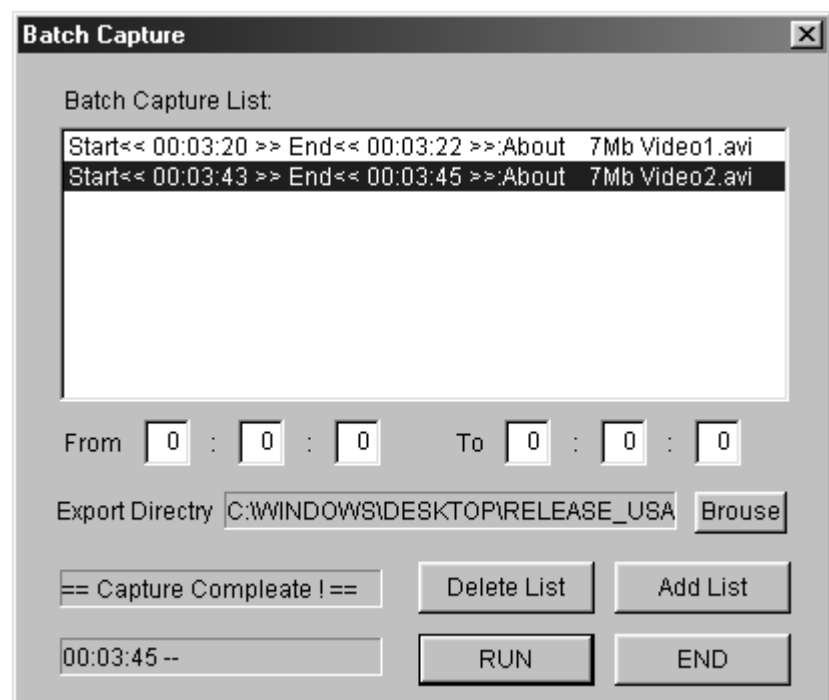 Batch Capture
Batch Capture List:
Start<< 00:03:20 >> End<< 00:03:22 >>:About 7Mb Video1.avi
Start<< 00:03:43 >> End<< 00:03:45 >>:About 7Mb Video2.avi
From 0 : 0 : 0 To 0 : 0 : 0
Export Directry C:\WINDOWS\DESKTOP\RELEASE_USA Brouse
== Capture Compleate ! == Delete List Add List
00:03:45 -- RUN END